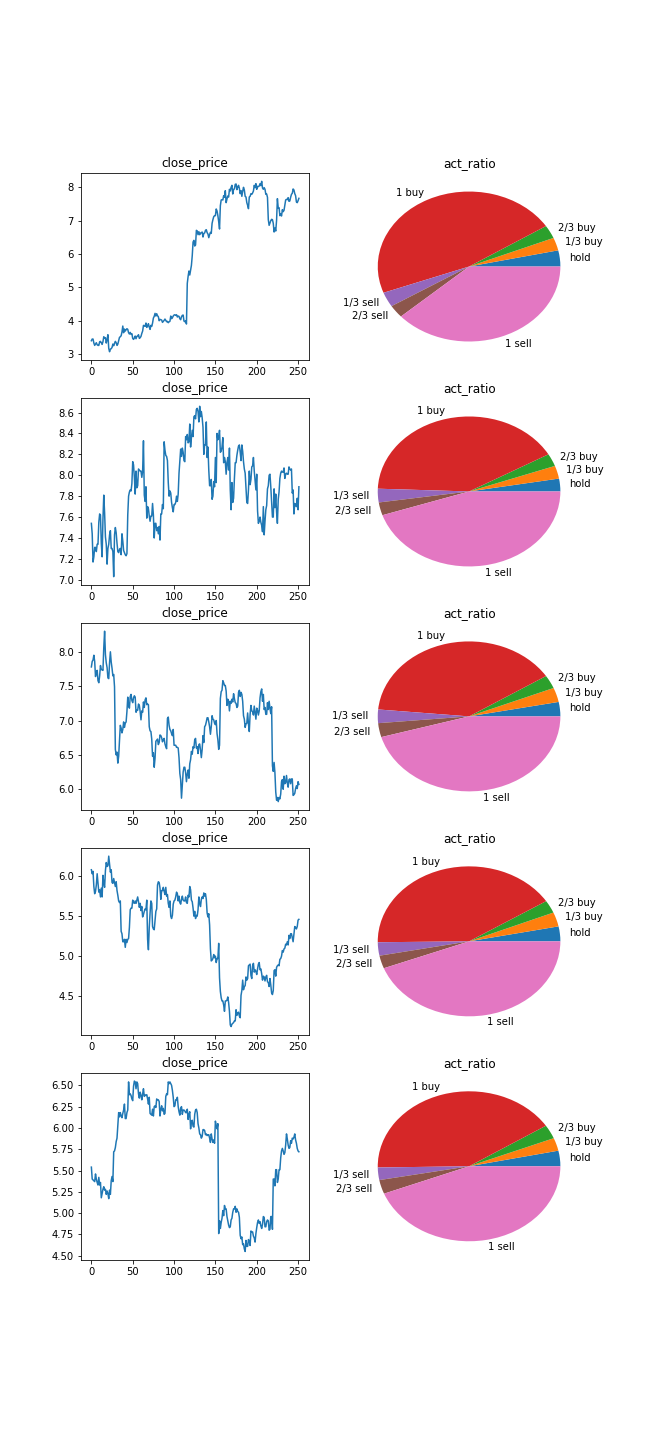 close_price
act_ratio
8
7
6
5
4
3
0 50 100 150 200 250
1 buy
2/3 buy
1/3 buy
hold
1/3 sell
2/3 sell
1 sell
close_price
act_ratio
8.6
8.4
8.2
8.0
7.8
7.6
7.4
7.2
7.0
0 50 100 150 200 250
1 buy
2/3 buy
1/3 buy
hold
1/3 sell
2/3 sell
1 sell
close_price
act_ratio
8.0
7.5
7.0
6.5
6.0
0 50 100 150 200 250
1 buy
2/3 buy
1/3 buy
hold
1/3 sell
2/3 sell
1 sell
close_price
act_ratio
6.0
5.5
5.0
4.5
0 50 100 150 200 250
1 buy
2/3 buy
1/3 buy
hold
1/3 sell
2/3 sell
1 sell
close_price
act_ratio
6.50
6.25
6.00
5.75
5.50
5.25
5.00
4.75
4.50
0 50 100 150 200 250
1 buy
2/3 buy
1/3 buy
hold
1/3 sell
2/3 sell
1 sell